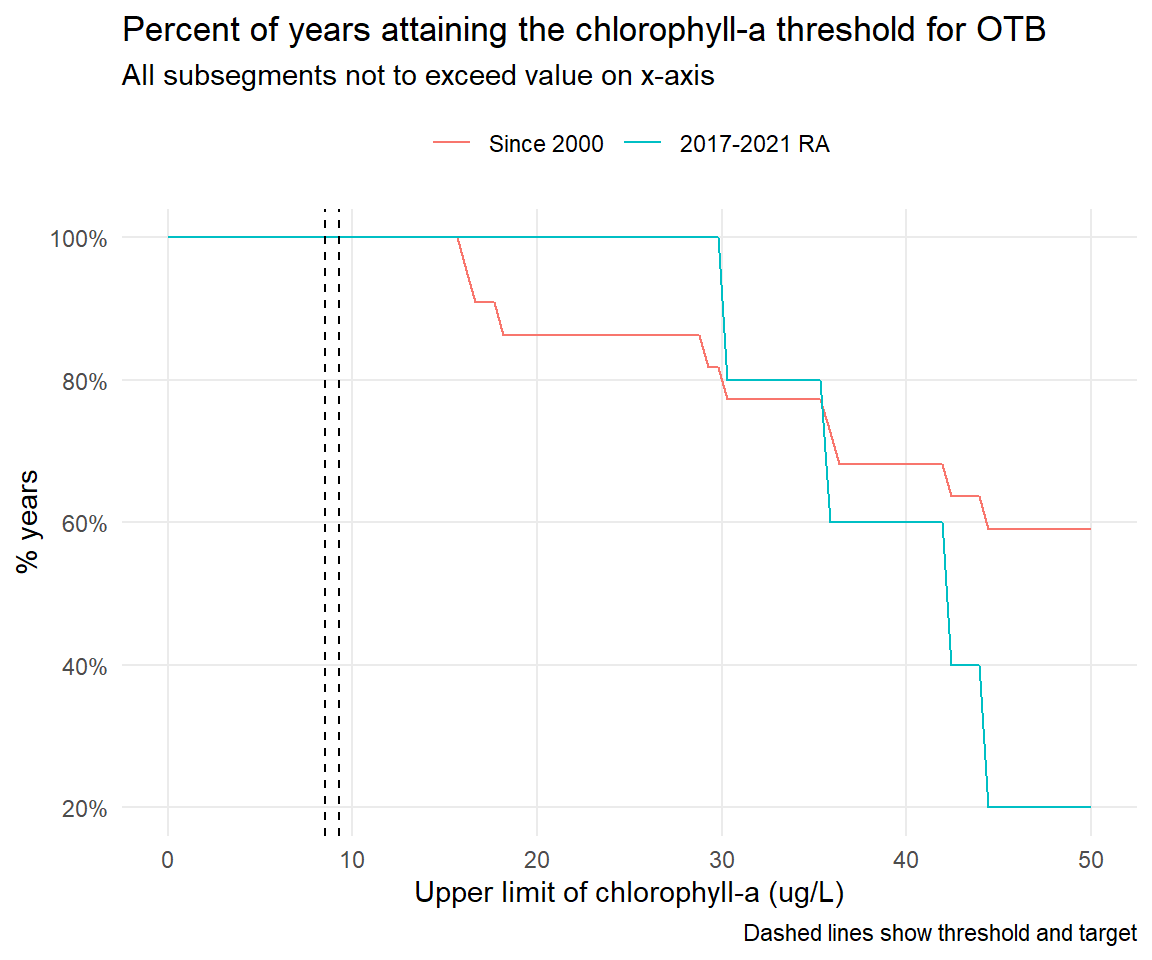 Percent of years attaining the chlorophyll-a threshold for OTB
All subsegments not to exceed value on x-axis
Since 2000 2017-2021 RA
100%
80%
60%
40%
20%
% years
0 10 20 30 40 50
Upper limit of chlorophyll-a (ug/L)
Dashed lines show threshold and target